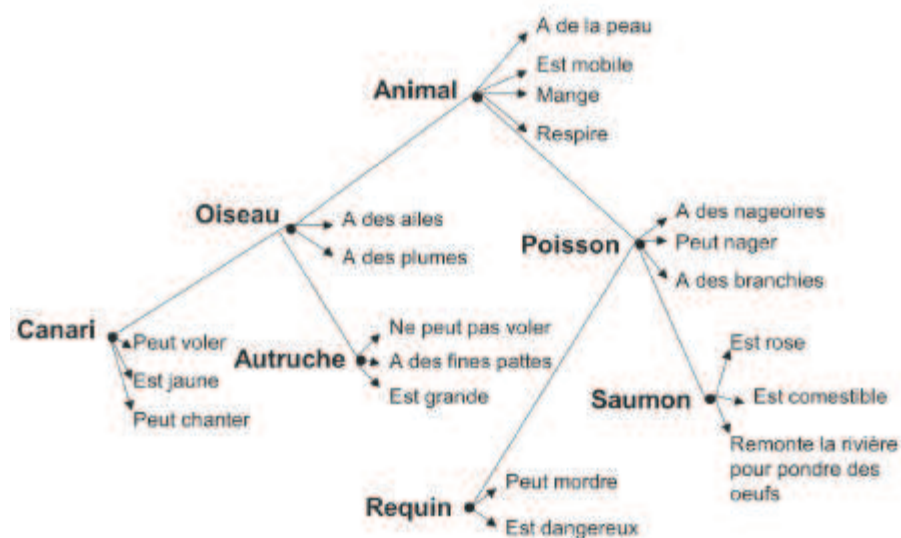 A de la peau
Est mobile
Animal
Mange
Respire
Oiseau
A des ailes
A des plumes
Poisson
A des nageoires
Peut nager
A des branchies
Canari
Peut voler
Est jaune
Peut chanter
Autruche
Ne peut pas voler
A des fines pattes
Est grande
Saumon
Est rose
Est comestible
Remonte la rivière
pour pondre des
oeufs
Requin
Peut mordre
Est dangereux